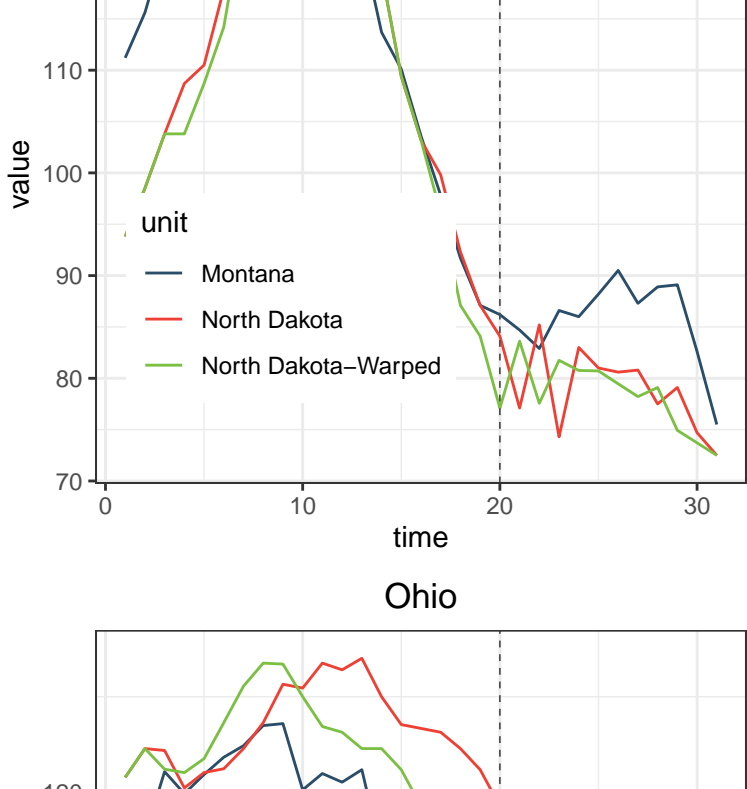 110
100
value
unit
90
Montana
North Dakota
80
North Dakota−Warped
70
0 10 20 30
time
Ohio